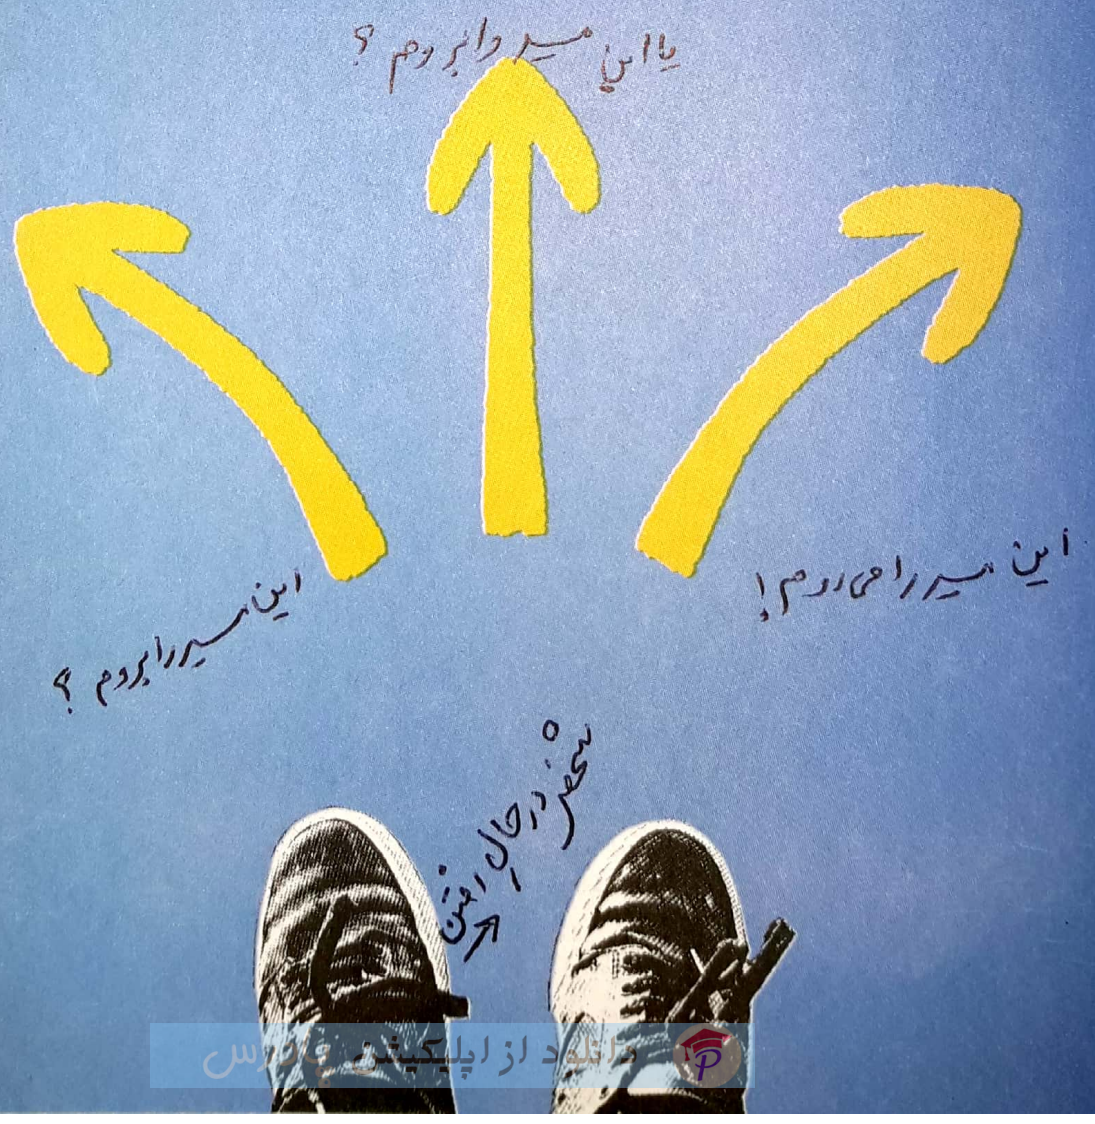 یا این مسیر را بروم ؟
این مسیر را می روم !
این مسیر را بروم ؟
شخص در حال رفتن
دانلود از اپلیکیشن پادرس
P